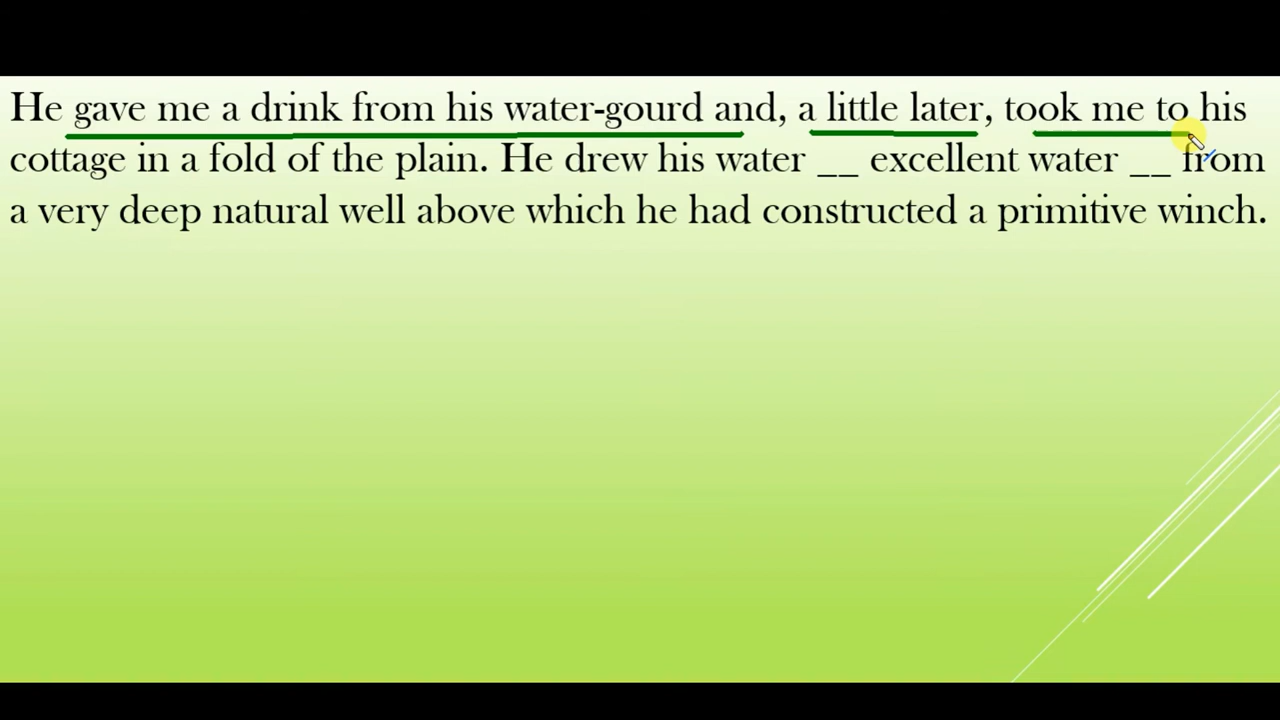 He gave me a drink from his water-gourd and, a little later, took me to his
cottage in a fold of the plain. He drew his water __ excellent water __ from
a very deep natural well above which he had constructed a primitive winch.